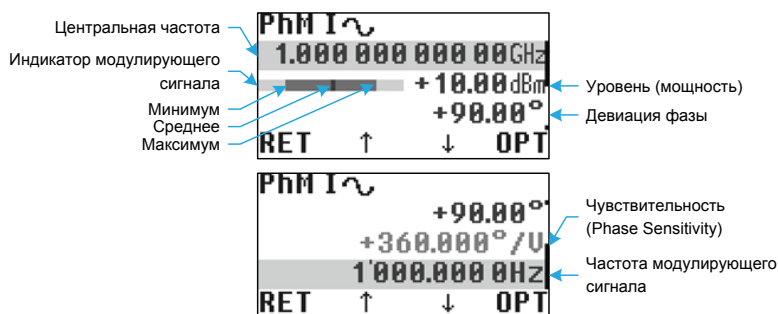 Центральная частота
Индикатор модулирующего
сигнала
Минимум
Среднее
Максимум
PhM I
1.000 000 000 00GHz
+10.00dBm
+90.00°
RET ↑ ↓ OPT
Уровень (мощность)
Девиация фазы
PhM I
+90.00°
+360.000°/V
1'000.000 0Hz
RET ↑ ↓ OPT
Чувствительность
(Phase Sensitivity)
Частота модулирующего
сигнала